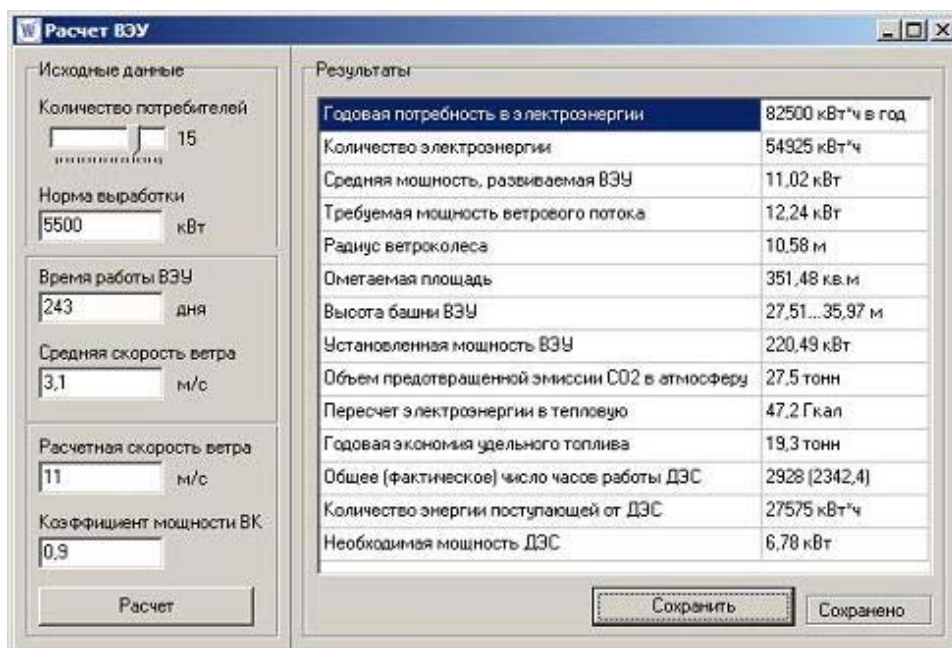 Расчет ВЭУ
Исходные данные
Количество потребителей
15
Норма выработки
5500 кВт
Время работы ВЭУ
243 дня
Средняя скорость ветра
3,1 м/с
Расчетная скорость ветра
11 м/с
Коэффициент мощности ВК
0,9
Расчет
Результаты
Годовая потребность в электроэнергии 82500 кВт*ч в год
Количество электроэнергии 54925 кВт*ч
Средняя мощность, развиваемая ВЭУ 11,02 кВт
Требуемая мощность ветрового потока 12,24 кВт
Радиус ветроколеса 10,58 м
Ометаемая площадь 351,48 кв.м
Высота башни ВЭУ 27,51...35,97 м
Установленная мощность ВЭУ 220,49 кВт
Объем предотвращенной эмиссии СО2 в атмосферу 27,5 тонн
Пересчет электроэнергии в тепловую 47,2 Гкал
Годовая экономия удельного топлива 19,3 тонн
Общее (фактическое) число часов работы ДЭС 2928 (2342,4)
Количество энергии поступающей от ДЭС 27575 кВт*ч
Необходимая мощность ДЭС 6,78 кВт
Сохранить
Сохранено